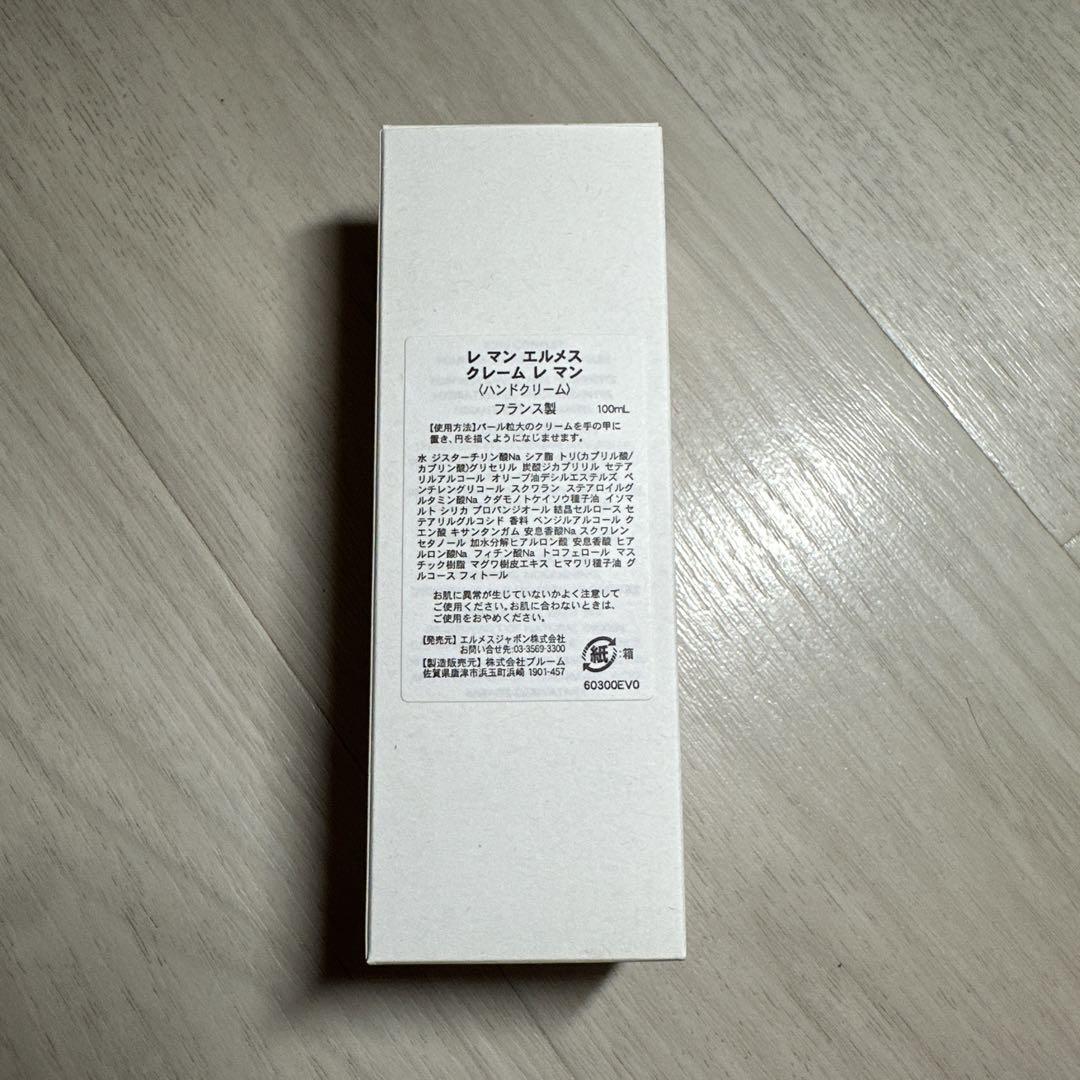 レ マン エルメス
クレーム レ マン
〈ハンドクリーム〉
フランス製 100mL
【使用方法】パール粒大のクリームを手の甲に
置き、円を描くようになじませます。
水 ジステアリン酸Na シア脂 トリ(カプリル酸/
カプリン酸)グリセリル 炭酸ジカプリリル セテア
リルアルコール オリーブ油デシルエステルズ ペ
ンチレングリコール スクワラン ステアロイルグ
ルタミン酸Na クダモノトケイソウ種子油 イソマ
ルト シリカ プロパンジオール 結晶セルロース セ
テアリルグルコシド 香料 ベンジルアルコール ク
エン酸 キサンタンガム 安息香酸Na スクワレン
セタノール 加水分解ヒアルロン酸 安息香酸 ヒア
ルロン酸Na フィチン酸Na トコフェロール マス
チック樹脂 マグワ樹皮エキス ヒマワリ種子油 グ
ルコース フィトール
お肌に異常が生じていないかよく注意して
ご使用ください。お肌に合わないときは、
ご使用をおやめください。
【発売元】エルメスジャポン株式会社
お問い合せ先:03-3569-3300
【製造販売元】株式会社ブルーム
佐賀県唐津市浜玉町浜崎 1901-457
紙:箱
60300EV0